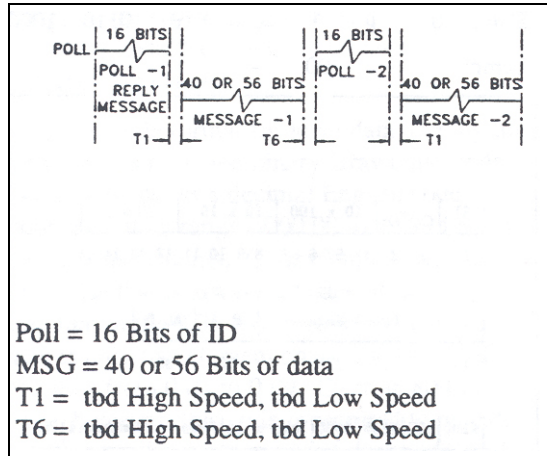 16 BITS 16 BITS
POLL
POLL -1 POLL -2
REPLY 40 OR 56 BITS 40 OR 56 BITS
MESSAGE
MESSAGE -1 MESSAGE -2
T1 T6 T1
Poll = 16 Bits of ID
MSG = 40 or 56 Bits of data
T1 = tbd High Speed, tbd Low Speed
T6 = tbd High Speed, tbd Low Speed